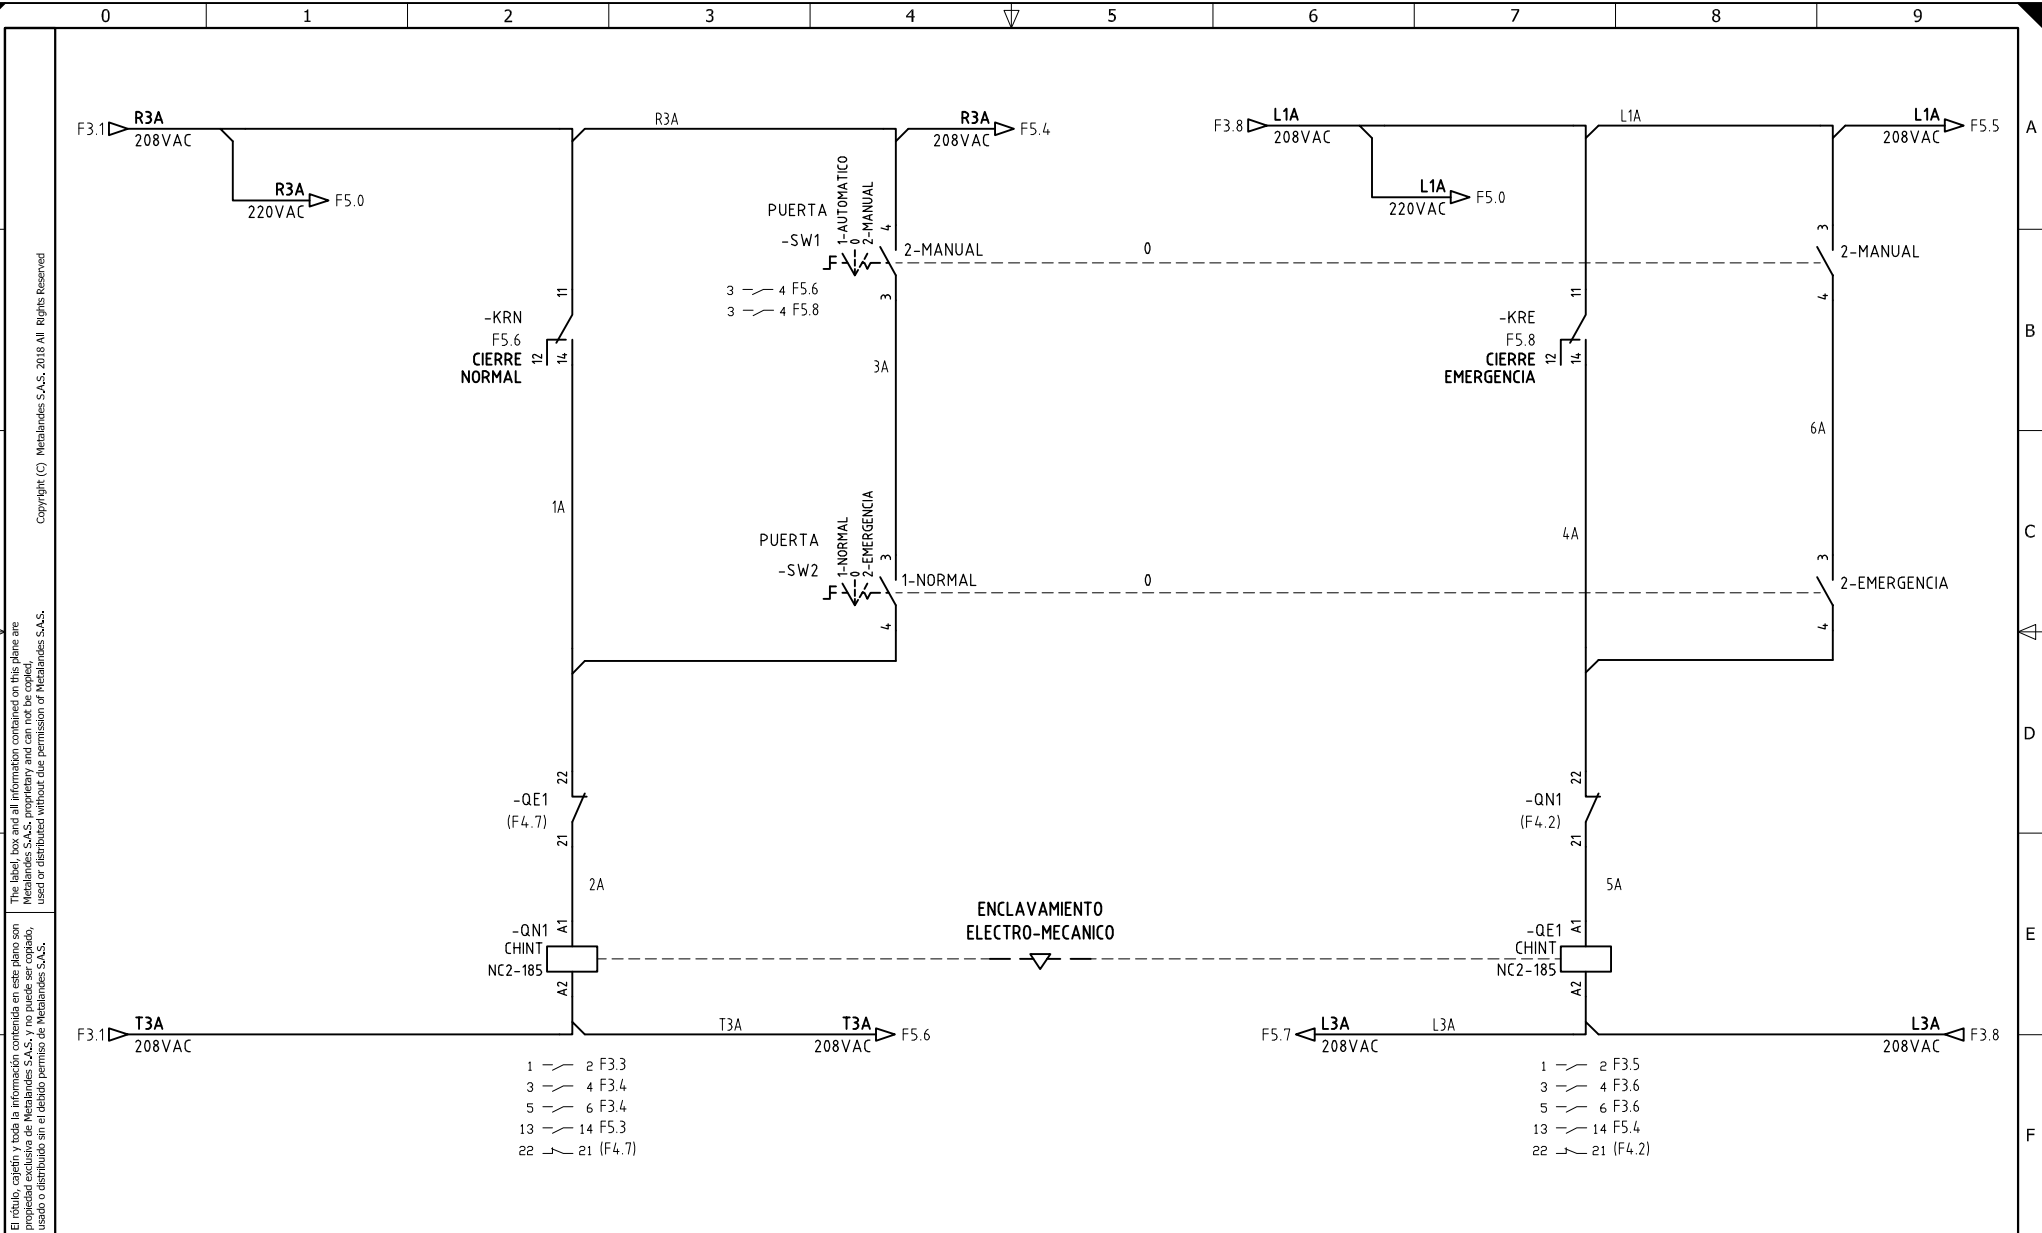 0 1 2 3 4 5 6 7 8 9
A
B
C
D
E
F
F3.1
R3A
208VAC
R3A
220VAC
F5.0
R3A
R3A
208VAC
F5.4
PUERTA
-SW1
1-AUTOMATICO
0
2-MANUAL
4
2-MANUAL
3
3 4 F5.6
3 4 F5.8
0
11
-KRN
F5.6
CIERRE
NORMAL
12
14
3A
1A
PUERTA
-SW2
1-NORMAL
0
2-EMERGENCIA
3
1-NORMAL
4
0
22
-QE1
(F4.7)
21
2A
-QN1
CHINT
NC2-185
A1
A2
ENCLAVAMIENTO
ELECTRO-MECANICO
F3.1
T3A
208VAC
T3A
T3A
208VAC
F5.6
1 2 F3.3
3 4 F3.4
5 6 F3.4
13 14 F5.3
22 21 (F4.7)
F3.8
L1A
208VAC
L1A
220VAC
F5.0
L1A
L1A
208VAC
F5.5
3
2-MANUAL
4
11
-KRE
F5.8
CIERRE
EMERGENCIA
12
14
6A
4A
3
2-EMERGENCIA
4
22
-QN1
(F4.2)
21
5A
-QE1
CHINT
NC2-185
A1
A2
F5.7
L3A
208VAC
L3A
L3A
208VAC
F3.8
1 2 F3.5
3 4 F3.6
5 6 F3.6
13 14 F5.4
22 21 (F4.2)
Copyright (C) Metalandes S.A.S. 2018 All Rights Reserved
The label, box and all information contained on this plane are
Metalandes S.A.S. proprietary and can not be copied,
used or distributed without due permission of Metalandes S.A.S.
El rótulo, cajetín y toda la información contenida en este plano son
propiedad exclusiva de Metalandes S.A.S. y no puede ser copiado,
usado o distribuido sin el debido permiso de Metalandes S.A.S.